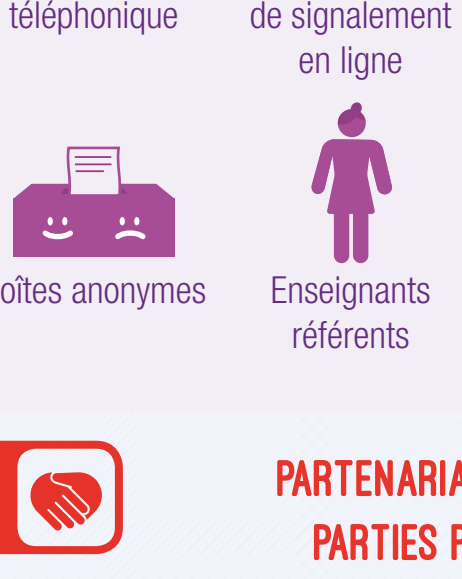 téléphonique
de signalement
en ligne
oîtes anonymes
Enseignants
référents
PARTENARIA
PARTIES P